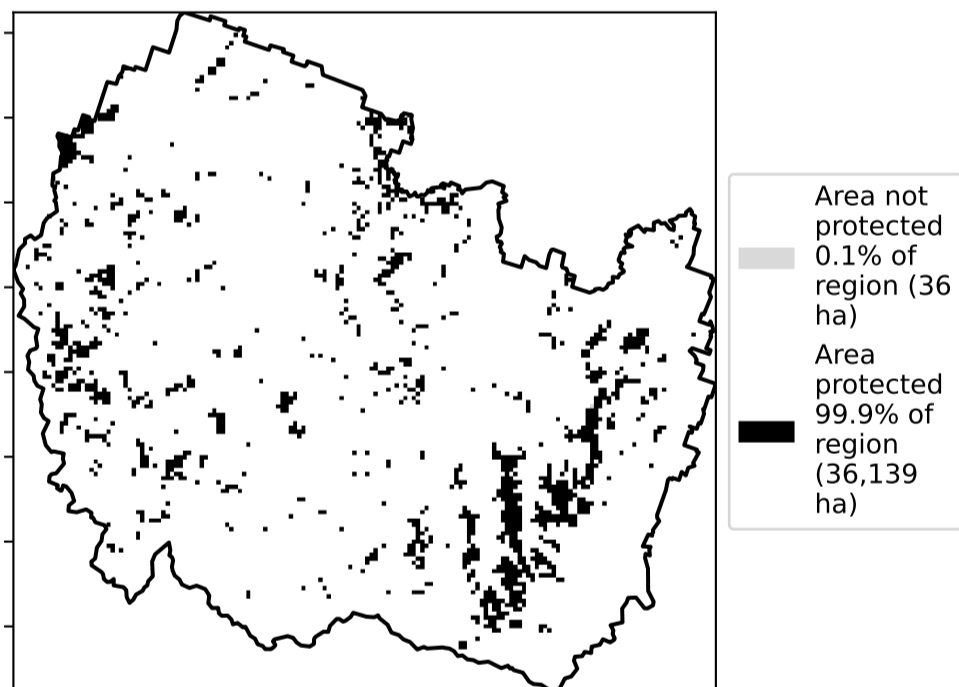 Area not
protected
0.1% of
region (36
ha)
Area
protected
99.9% of
region
(36,139
ha)